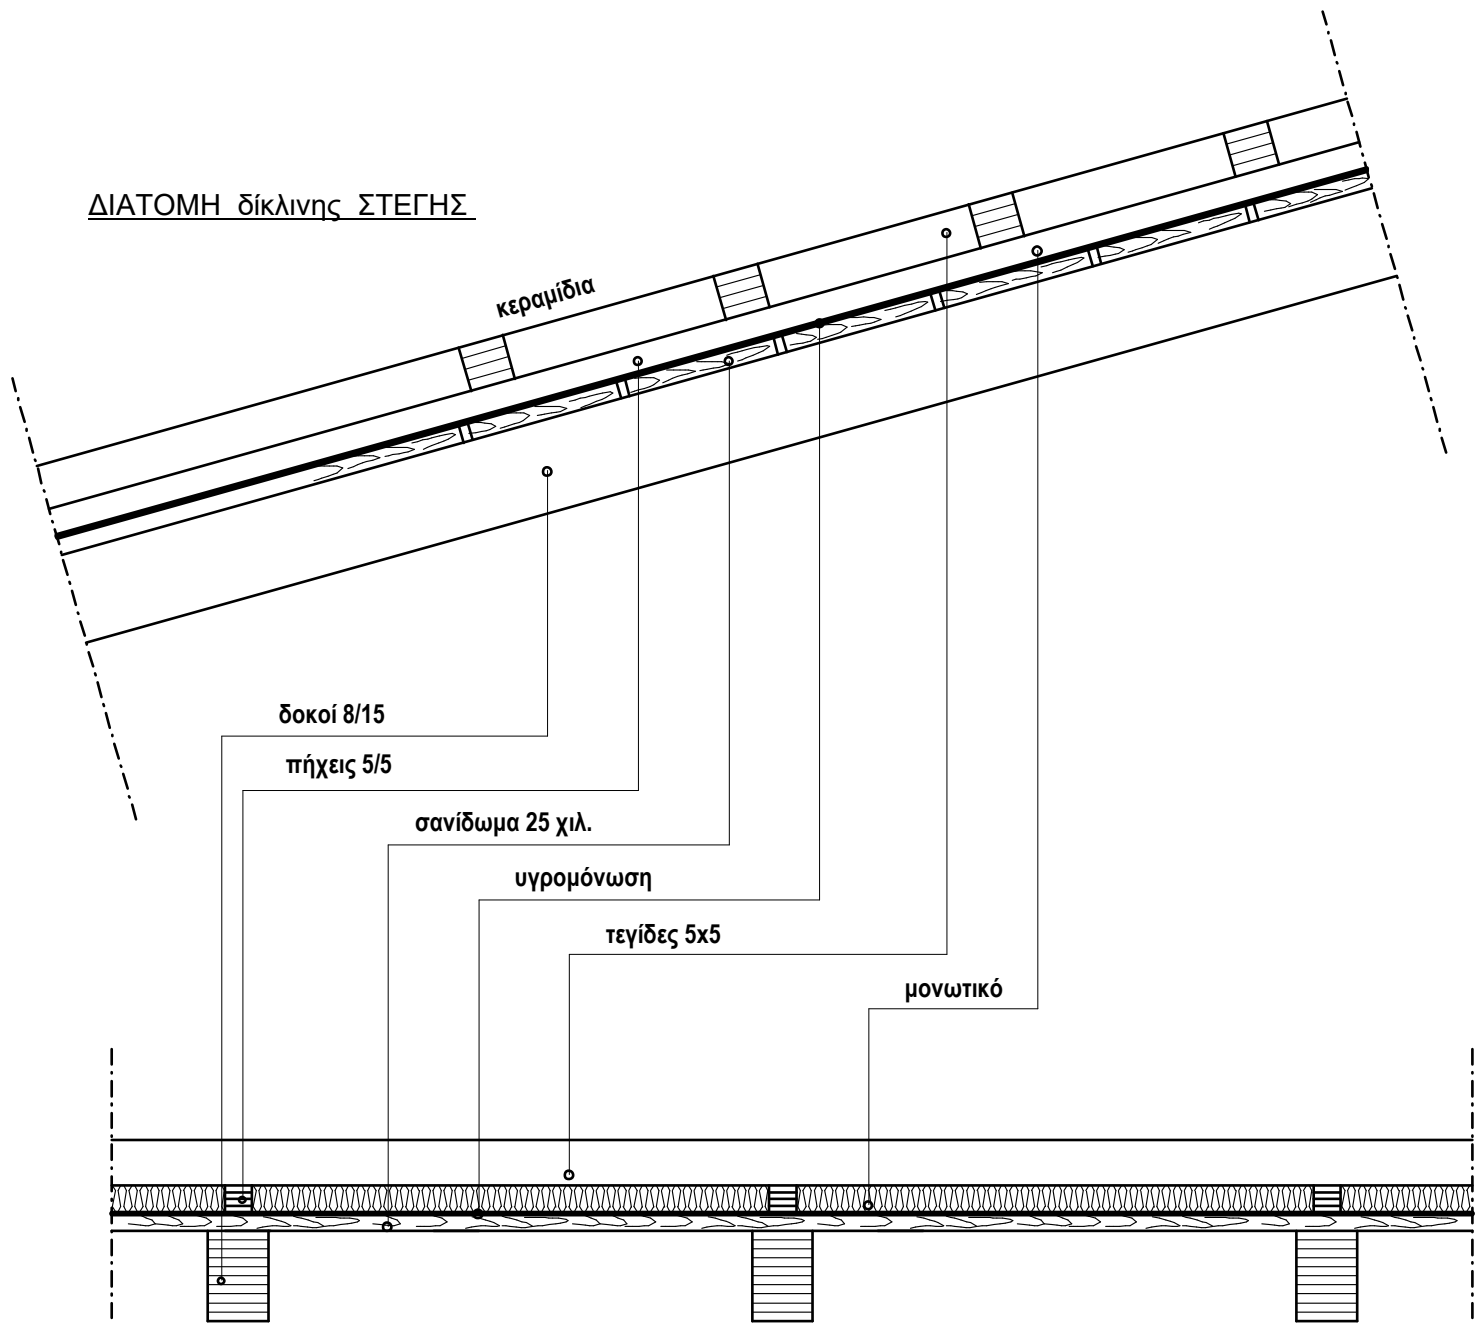 ΔΙΑΤΟΜΗ δίκλινης ΣΤΕΓΗΣ
κεραμίδια
δοκοί 8/15
πήχεις 5/5
σανίδωμα 25 χιλ.
υγρομόνωση
τεγίδες 5x5
μονωτικό